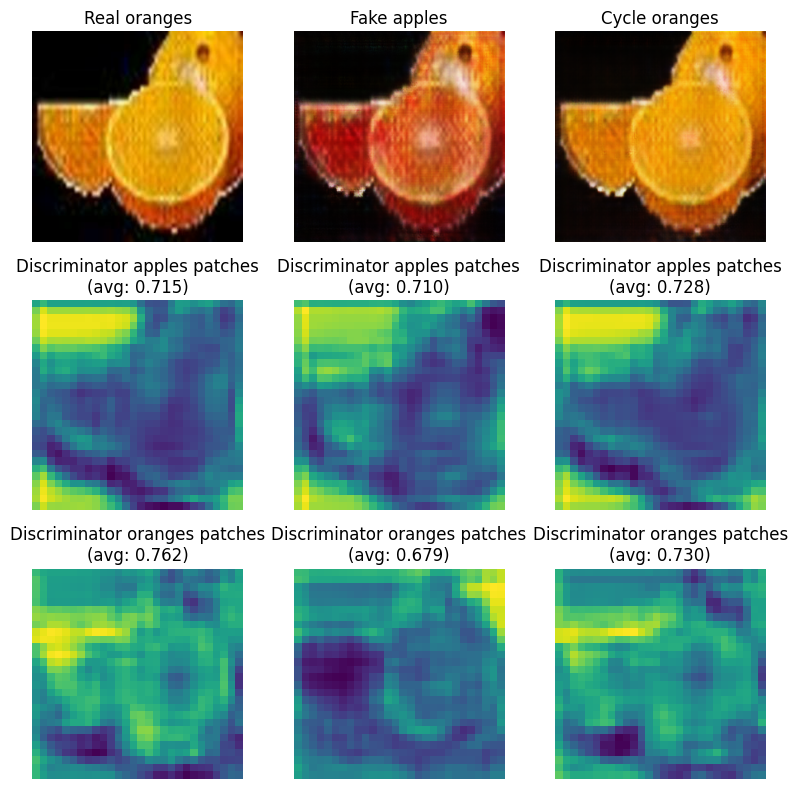 Real oranges
Fake apples
Cycle oranges
Discriminator apples patches
(avg: 0.715)
Discriminator apples patches
(avg: 0.710)
Discriminator apples patches
(avg: 0.728)
Discriminator oranges patches
(avg: 0.762)
Discriminator oranges patches
(avg: 0.679)
Discriminator oranges patches
(avg: 0.730)